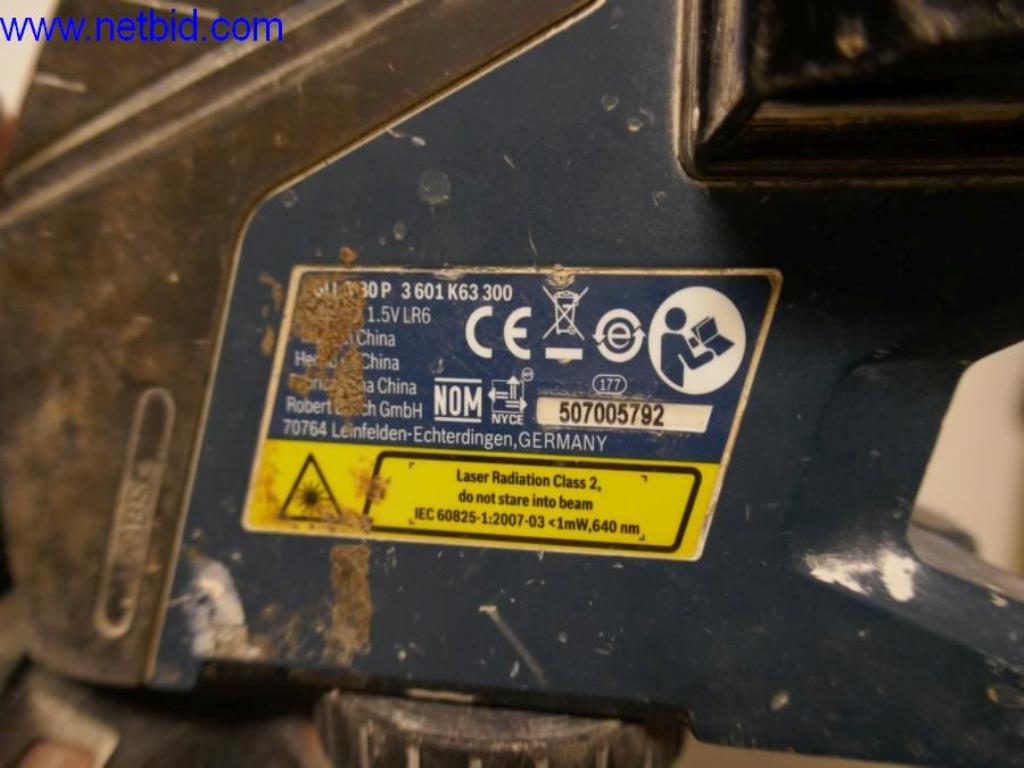 www.netbid.com
3 601 K63 300
1.5V LR6
China
China
China
Robert GmbH
NOM
NYCE
177
507005792
70764 Leinfelden-Echterdingen, GERMANY
Laser Radiation Class 2,
do not stare into beam
IEC 60825-1:2007-03 <1mW,640 nm
>ABS<